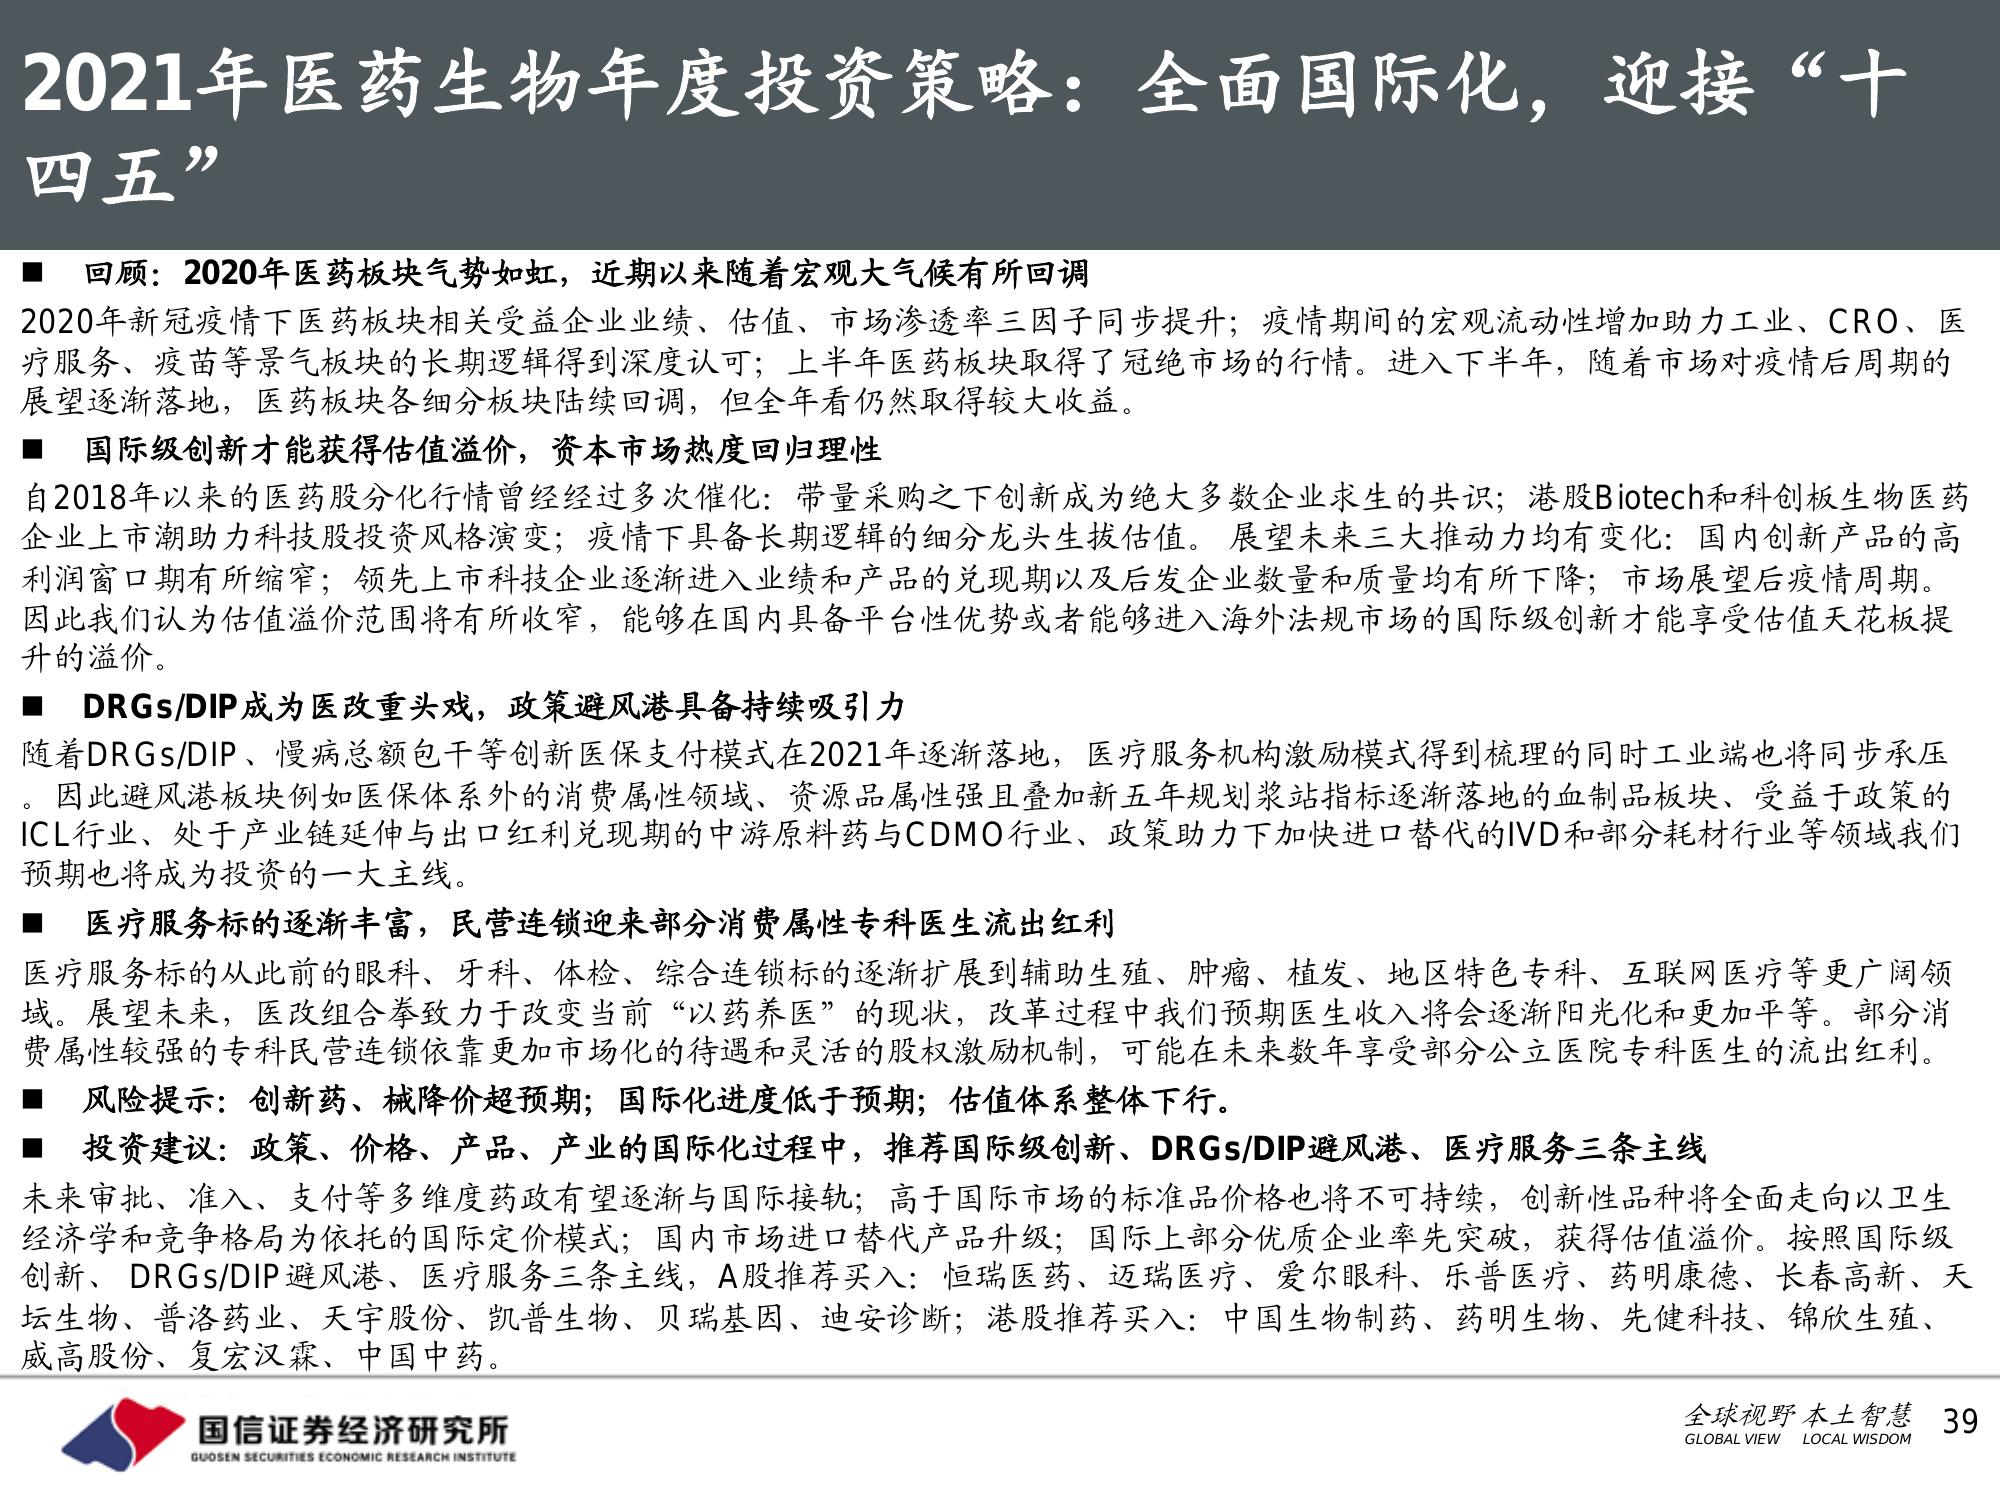 2021年医药生物年度投资策略：全面国际化，迎接“十
四五”
■ 回顾：2020年医药板块气势如虹，近期以来随着宏观大气候有所回调
2020年新冠疫情下医药板块相关受益企业业绩、估值、市场渗透率三因子同步提升；疫情期间的宏观流动性增加助力工业、CRO、医
疗服务、疫苗等景气板块的长期逻辑得到深度认可；上半年医药板块取得了冠绝市场的行情。进入下半年，随着市场对疫情后周期的
展望逐渐落地，医药板块各细分板块陆续回调，但全年看仍然取得较大收益。
■ 国际级创新才能获得估值溢价，资本市场热度回归理性
自2018年以来的医药股分化行情曾经经过多次催化：带量采购之下创新成为绝大多数企业求生的共识；港股Biotech和科创板生物医药
企业上市潮助力科技股投资风格演变；疫情下具备长期逻辑的细分龙头生拔估值。 展望未来三大推动力均有变化：国内创新产品的高
利润窗口期有所缩窄；领先上市科技企业逐渐进入业绩和产品的兑现期以及后发企业数量和质量均有所下降；市场展望后疫情周期。
因此我们认为估值溢价范围将有所收窄，能够在国内具备平台性优势或者能够进入海外法规市场的国际级创新才能享受估值天花板提
升的溢价。
■ DRGs/DIP成为医改重头戏，政策避风港具备持续吸引力
随着DRGs/DIP、慢病总额包干等创新医保支付模式在2021年逐渐落地，医疗服务机构激励模式得到梳理的同时工业端也将同步承压
。因此避风港板块例如医保体系外的消费属性领域、资源品属性强且叠加新五年规划浆站指标逐渐落地的血制品板块、受益于政策的
ICL行业、处于产业链延伸与出口红利兑现期的中游原料药与CDMO行业、政策助力下加快进口替代的IVD和部分耗材行业等领域我们
预期也将成为投资的一大主线。
■ 医疗服务标的逐渐丰富，民营连锁迎来部分消费属性专科医生流出红利
医疗服务标的从此前的眼科、牙科、体检、综合连锁标的逐渐扩展到辅助生殖、肿瘤、植发、地区特色专科、互联网医疗等更广阔领
域。展望未来，医改组合拳致力于改变当前“以药养医”的现状，改革过程中我们预期医生收入将会逐渐阳光化和更加平等。部分消
费属性较强的专科民营连锁依靠更加市场化的待遇和灵活的股权激励机制，可能在未来数年享受部分公立医院专科医生的流出红利。
■ 风险提示：创新药、械降价超预期；国际化进度低于预期；估值体系整体下行。
■ 投资建议：政策、价格、产品、产业的国际化过程中，推荐国际级创新、DRGs/DIP避风港、医疗服务三条主线
未来审批、准入、支付等多维度药政有望逐渐与国际接轨；高于国际市场的标准品价格也将不可持续，创新性品种将全面走向以卫生
经济学和竞争格局为依托的国际定价模式；国内市场进口替代产品升级；国际上部分优质企业率先突破，获得估值溢价。按照国际级
创新、DRGs/DIP避风港、医疗服务三条主线，A股推荐买入：恒瑞医药、迈瑞医疗、爱尔眼科、乐普医疗、药明康德、长春高新、天
坛生物、普洛药业、天宇股份、凯普生物、贝瑞基因、迪安诊断；港股推荐买入：中国生物制药、药明生物、先健科技、锦欣生殖、
威高股份、复宏汉霖、中国中药。
国信证券经济研究所
GUOSEN SECURITIES ECONOMIC RESEARCH INSTITUTE
全球视野 本土智慧
GLOBAL VIEW LOCAL WISDOM
39